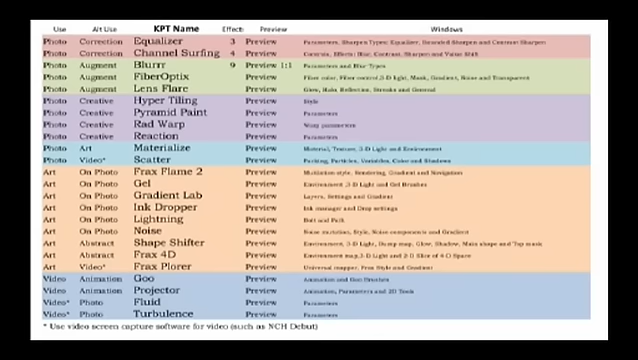 Use Alt Use KPT Name Effect: Preview Windows
Photo Correction Equalizer 3 Preview Parameters, Sharpen Types: Equalizer, Bounded Sharpen and Contrast Sharpen
Photo Correction Channel Surfing 4 Preview Controls, Effects: Blur, Contrast, Sharpen and Value Shift
Photo Augment Blurrr 9 Preview 1:1 Parameters and Blur Types
Photo Augment FiberOptix Preview Fiber color, Fiber control, 3-D light, Mask, Gradient, Noise and Transparent
Photo Augment Lens Flare Preview Glow, Halo, Reflection, Streaks and General
Photo Creative Hyper Tiling Preview Style
Photo Creative Pyramid Paint Preview Parameters
Photo Creative Rad Warp Preview Warp parameters
Photo Creative Reaction Preview Parameters
Photo Art Materialize Preview Material, Texture, 3-D Light and Environment
Photo Video* Scatter Preview Packing, Particles, Variables, Color and Shadows
Art On Photo Frax Flame 2 Preview Mutation style, Rendering, Gradient and Navigation
Art On Photo Gel Preview Environment, 3-D Light and Gel Brushes
Art On Photo Gradient Lab Preview Layers, Settings and Gradient
Art On Photo Ink Dropper Preview Ink manager and Drop settings
Art On Photo Lightning Preview Bolt and Path
Art On Photo Noise Preview Noise mutation, Style, Noise components and Gradient
Art Abstract Shape Shifter Preview Environment, 3-D Light, Bump map, Glow, Shadow, Main shape and Top mask
Art Abstract Frax 4D Preview Environment map, 3-D Light and 2-D Slice of 4-D Space
Art Video* Frax Plorer Preview Universal mapper, Frax Style and Gradient
Video Animation Goo Preview Animation and Goo Brushes
Video Animation Projector Preview Animation, Parameters and 2D Tools
Video* Photo Fluid Preview Parameters
Video* Photo Turbulence Preview Parameters
* Use video screen capture software for video (such as NCH Debut)